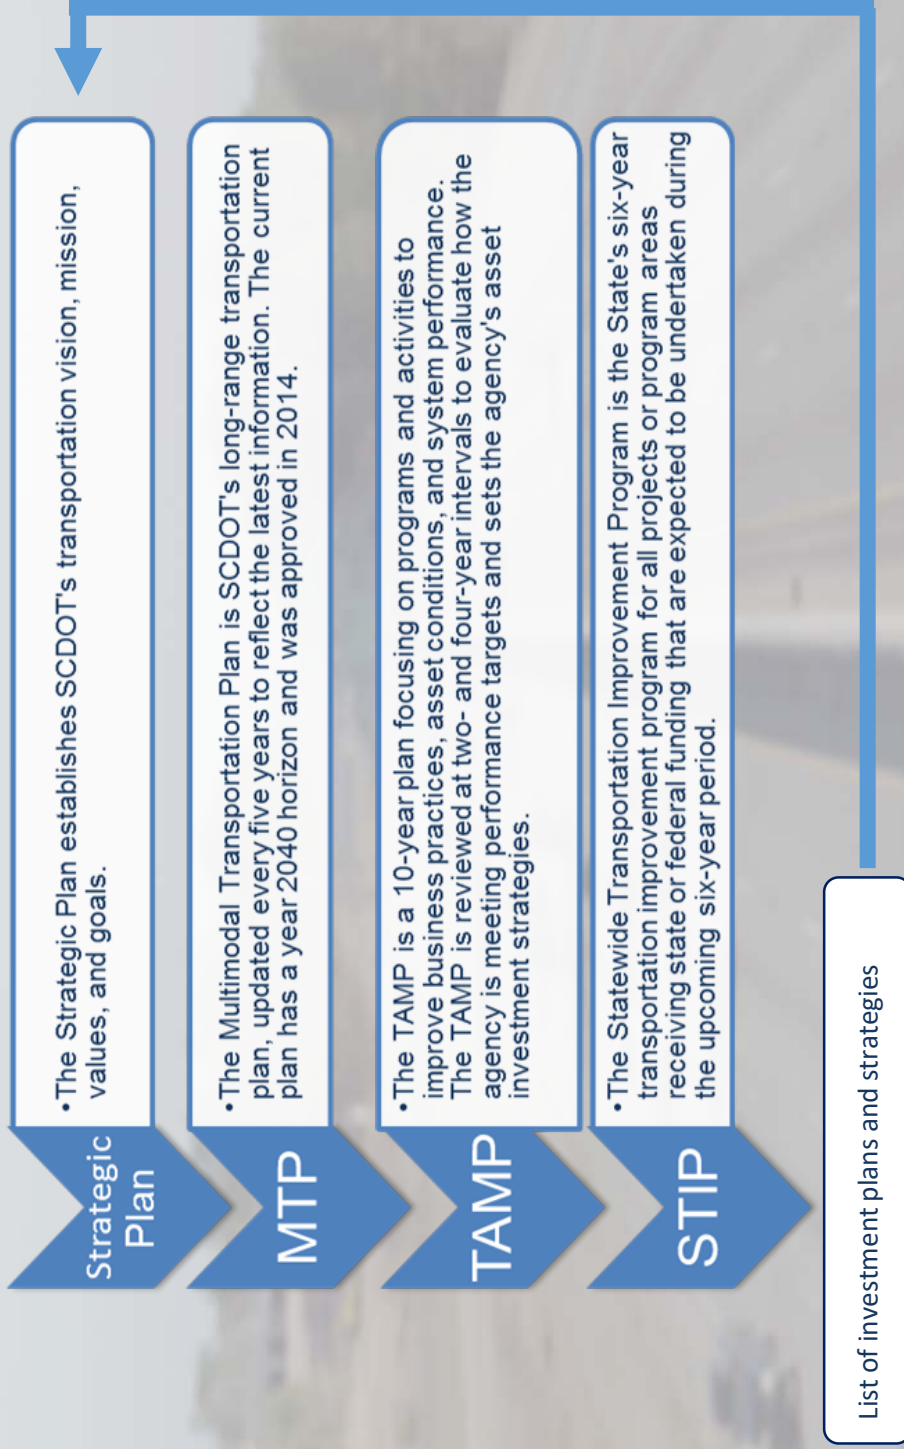 Strategic
Plan
•The Strategic Plan establishes SCDOT's transportation vision, mission,
values, and goals.
MTP
•The Multimodal Transportation Plan is SCDOT's long-range transportation
plan, updated every five years to reflect the latest information. The current
plan has a year 2040 horizon and was approved in 2014.
TAMP
•The TAMP is a 10-year plan focusing on programs and activities to
improve business practices, asset conditions, and system performance.
The TAMP is reviewed at two- and four-year intervals to evaluate how the
agency is meeting performance targets and sets the agency's asset
investment strategies.
STIP
•The Statewide Transportation Improvement Program is the State's six-year
transportation improvement program for all projects or program areas
receiving state or federal funding that are expected to be undertaken during
the upcoming six-year period.
List of investment plans and strategies